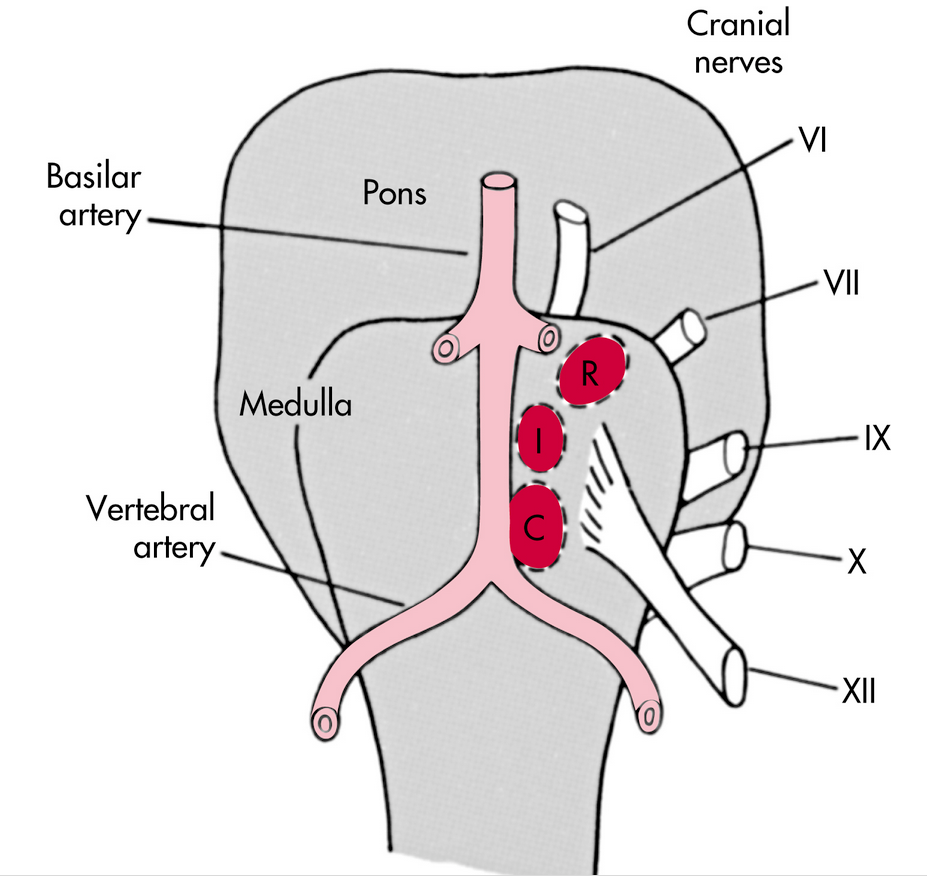 Cranial
nerves
VI
Basilar
artery
Pons
VII
R
Medulla
I
IX
Vertebral
artery
C
X
XII